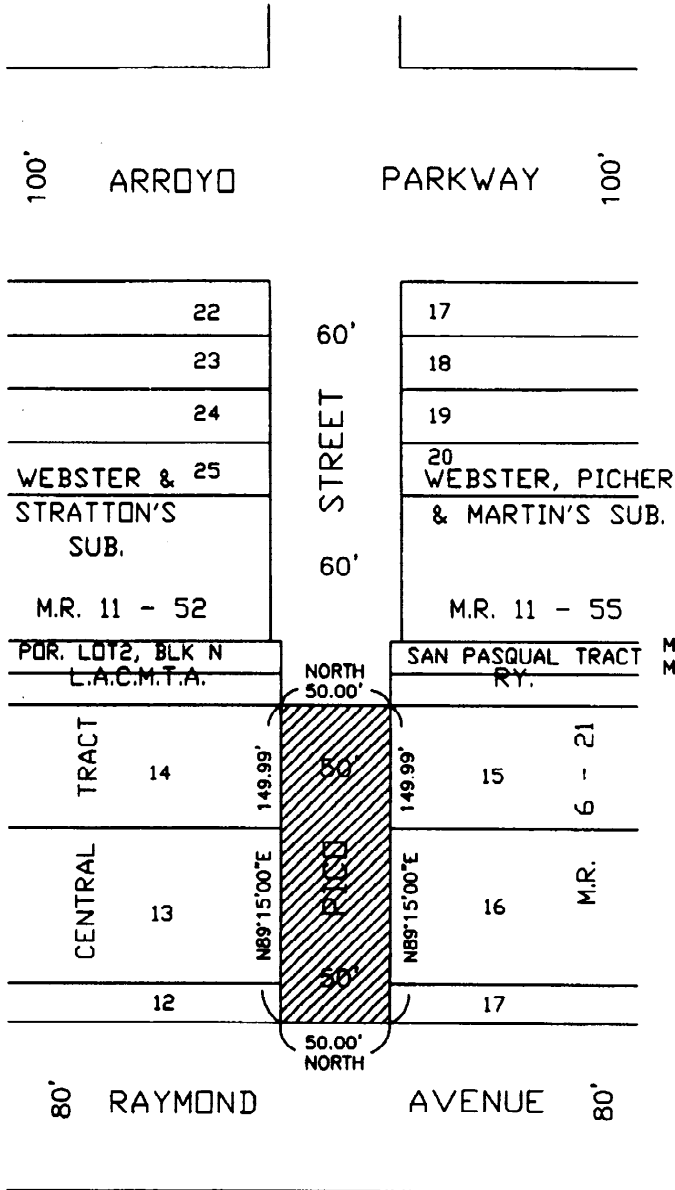 100' ARROYO PARKWAY 100'
22 17
60'
23 18
24 19
STREET
25 20
WEBSTER & WEBSTER, PICHER
STRATTON'S & MARTIN'S SUB.
SUB.
60'
M.R. 11 - 52 M.R. 11 - 55
POR. LOT2, BLK N SAN PASQUAL TRACT M
L.A.C.M.T.A. RY. M
NORTH
50.00'
CENTRAL TRACT
14
149.99'
50'
149.99'
15
M.R. 6 - 21
13
N89°15'00"E
PICO
N89°15'00"E
16
50'
12 17
50.00'
NORTH
80' RAYMOND AVENUE 80'